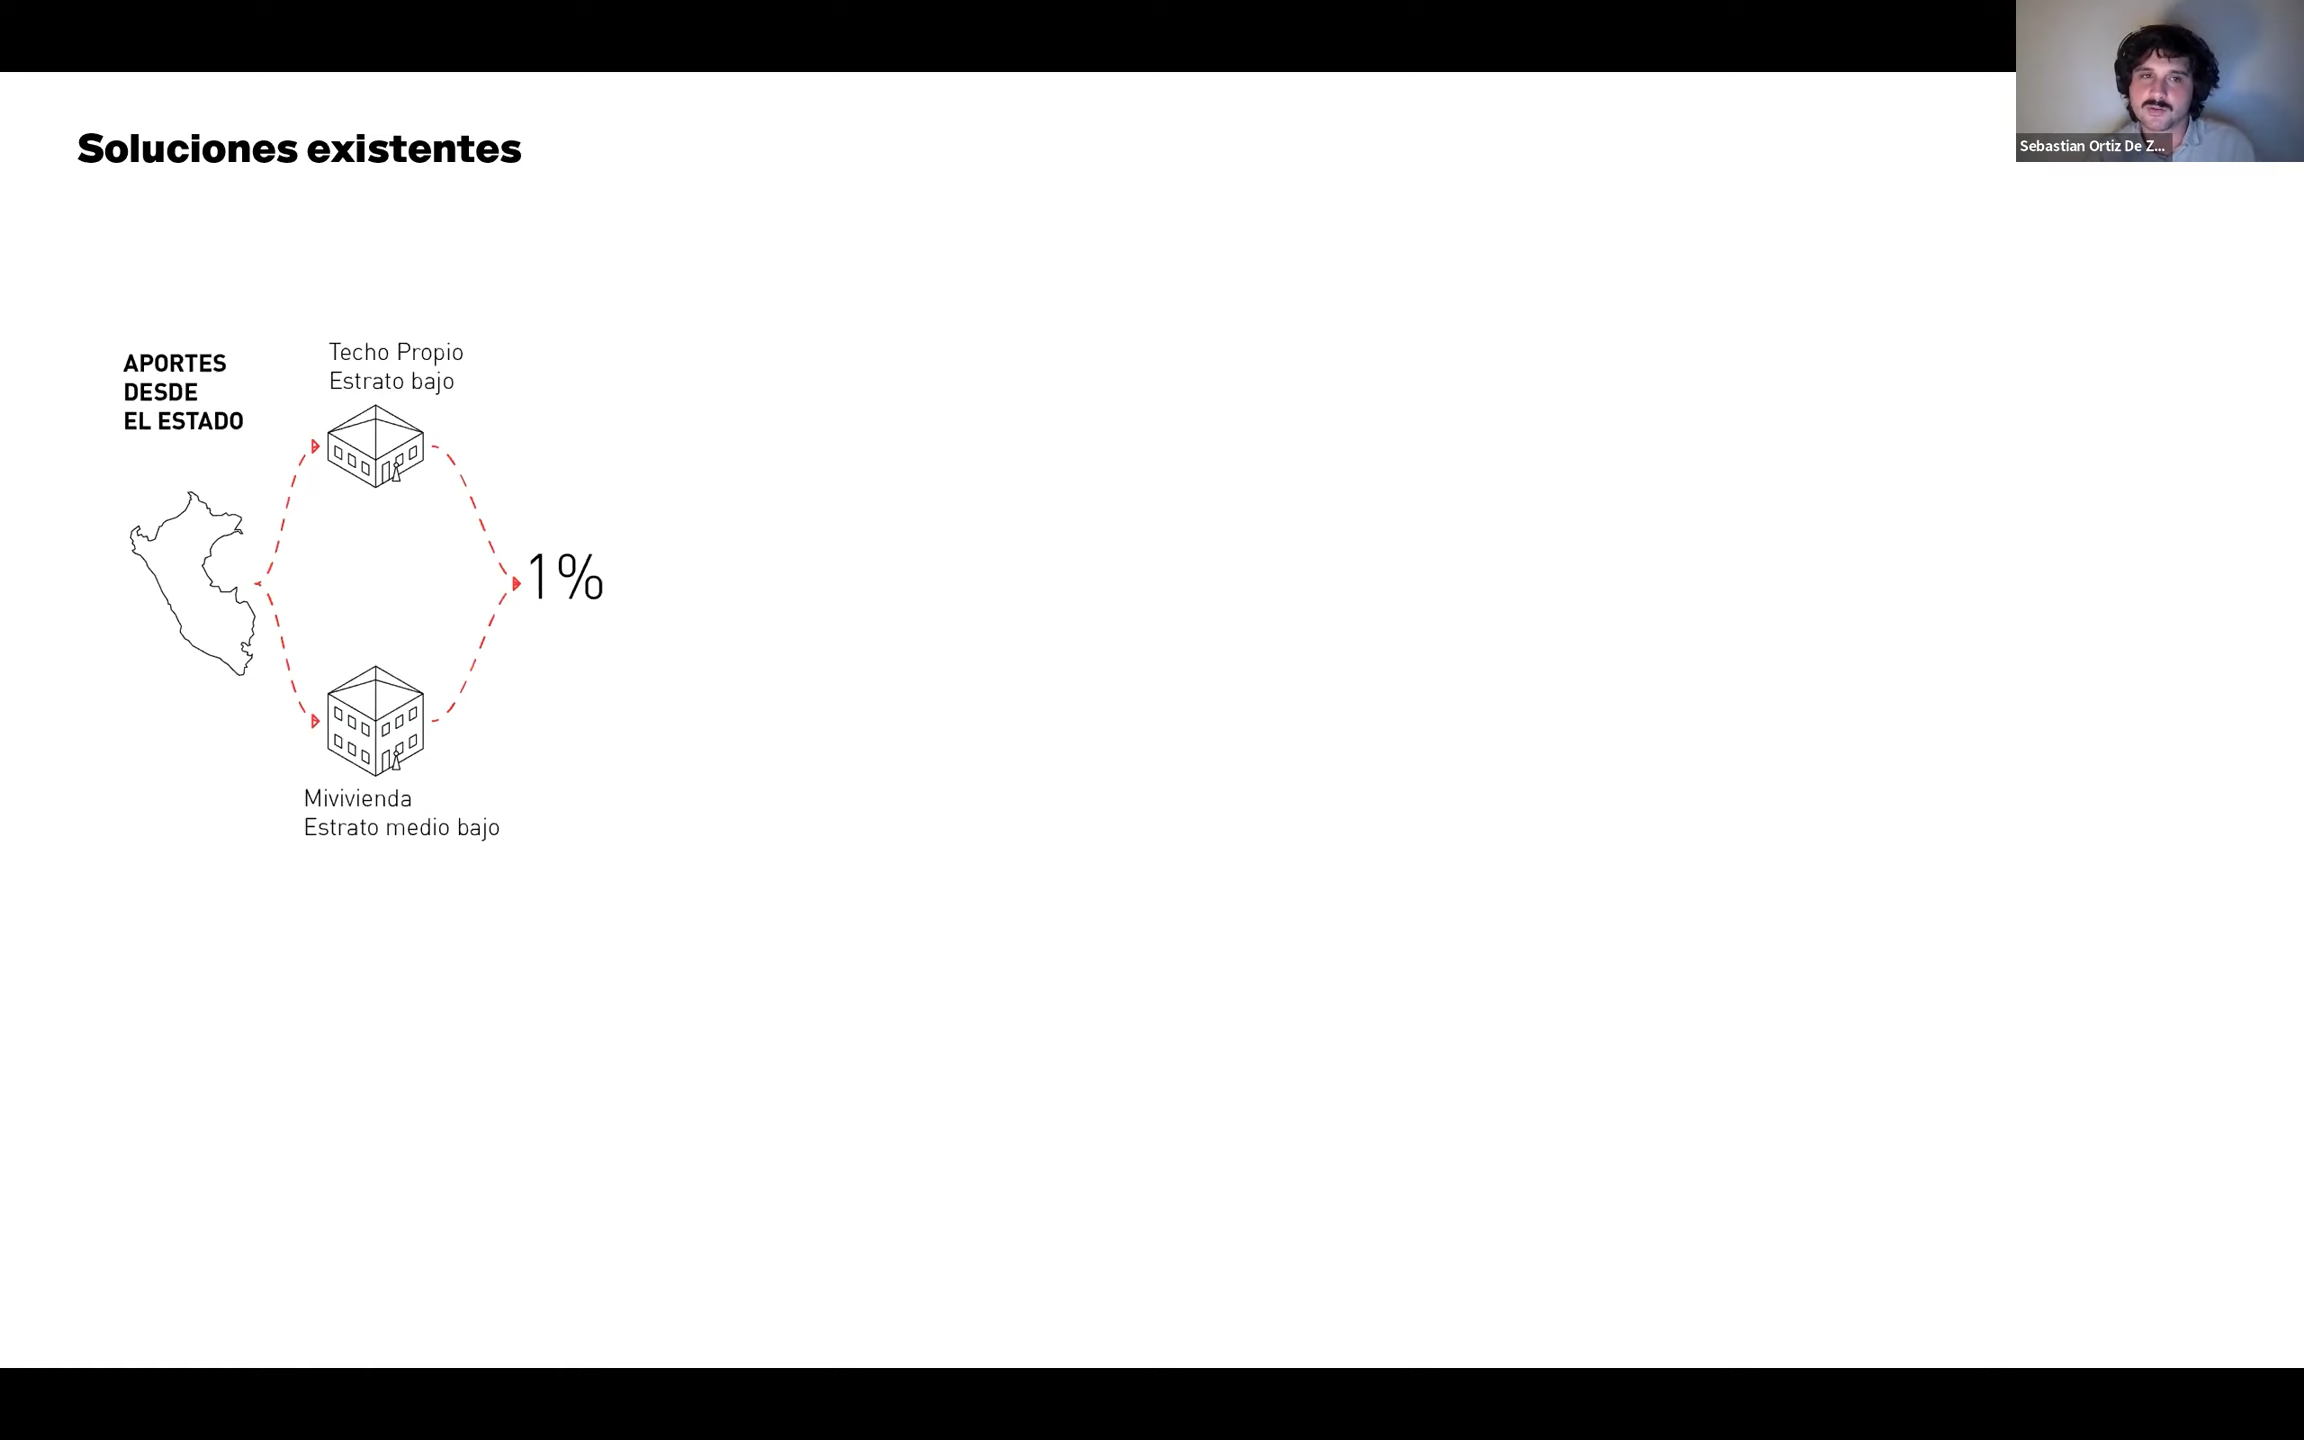 Soluciones existentes
Sebastian Ortiz De Z...
APORTES
DESDE
EL ESTADO
Techo Propio
Estrato bajo
1%
Mivivienda
Estrato medio bajo